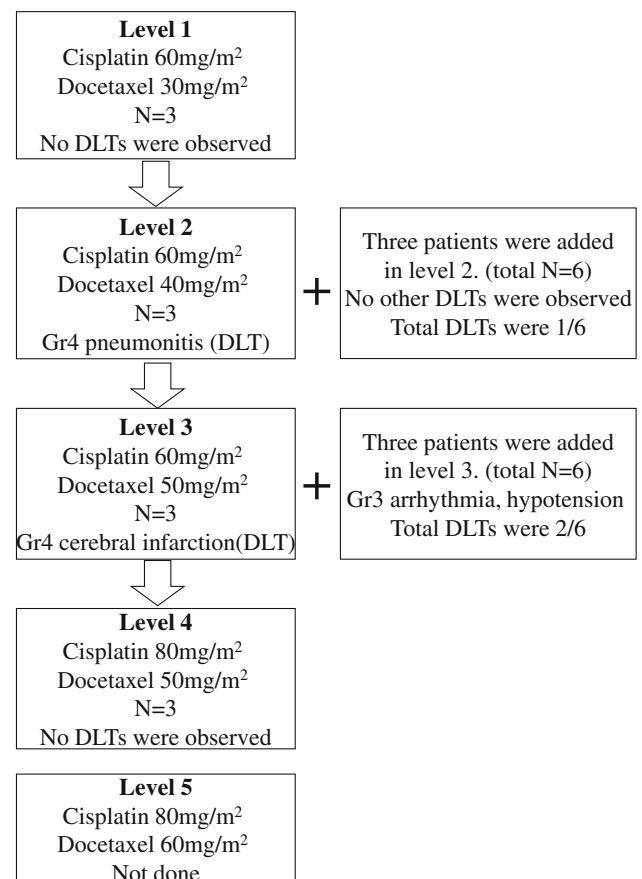 Level 1
Cisplatin 60mg/m²
Docetaxel 30mg/m²
N=3
No DLTs were observed
Level 2
Cisplatin 60mg/m²
Docetaxel 40mg/m²
N=3
Gr4 pneumonitis (DLT)
+
Three patients were added
in level 2. (total N=6)
No other DLTs were observed
Total DLTs were 1/6
Level 3
Cisplatin 60mg/m²
Docetaxel 50mg/m²
N=3
Gr4 cerebral infarction(DLT)
+
Three patients were added
in level 3. (total N=6)
Gr3 arrhythmia, hypotension
Total DLTs were 2/6
Level 4
Cisplatin 80mg/m²
Docetaxel 50mg/m²
N=3
No DLTs were observed
Level 5
Cisplatin 80mg/m²
Docetaxel 60mg/m²
Not done